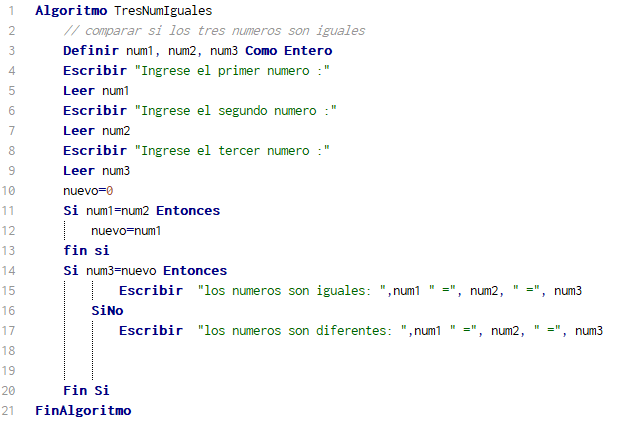 1 Algoritmo TresNumIguales
2 // comparar si los tres numeros son iguales
3 Definir num1, num2, num3 Como Entero
4 Escribir "Ingrese el primer numero :"
5 Leer num1
6 Escribir "Ingrese el segundo numero :"
7 Leer num2
8 Escribir "Ingrese el tercer numero :"
9 Leer num3
10 nuevo=0
11 Si num1=num2 Entonces
12 nuevo=num1
13 fin si
14 Si num3=nuevo Entonces
15 Escribir "los numeros son iguales: ",num1 " =", num2, " =", num3
16 SiNo
17 Escribir "los numeros son diferentes: ",num1 " =", num2, " =", num3
18
19
20 Fin Si
21 FinAlgoritmo